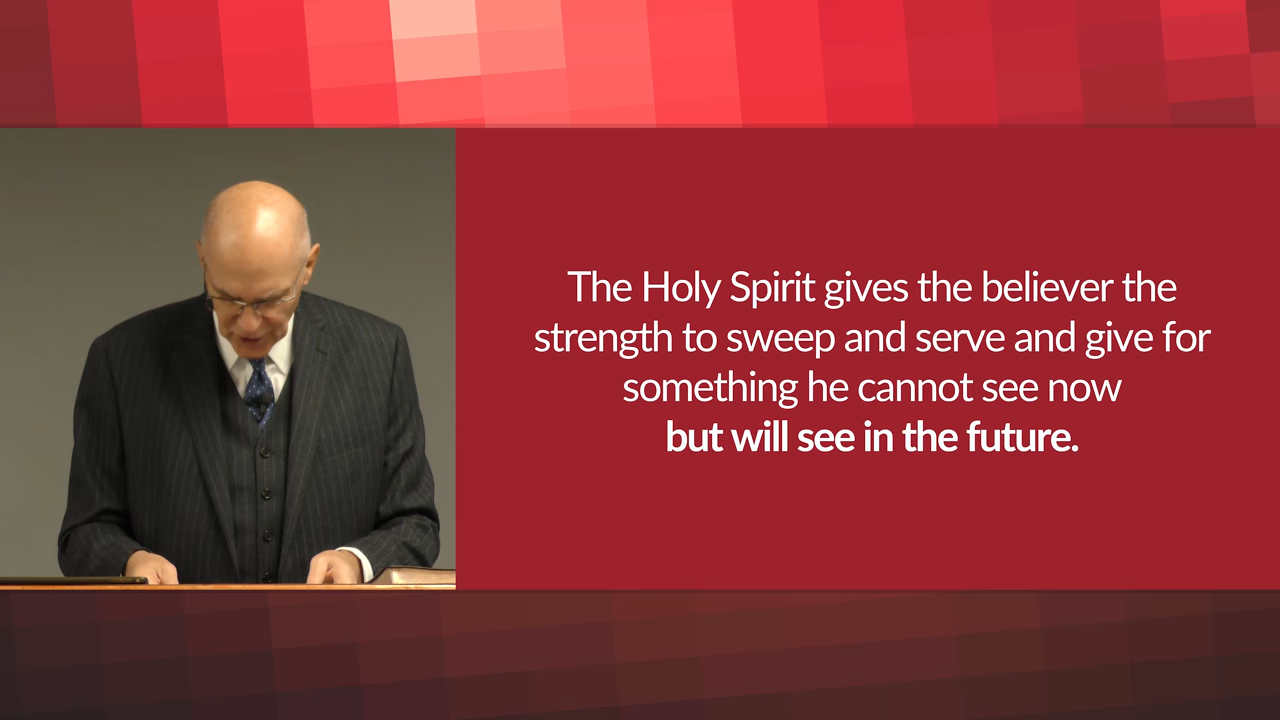 The Holy Spirit gives the believer the
strength to sweep and serve and give for
something he cannot see now
but will see in the future.